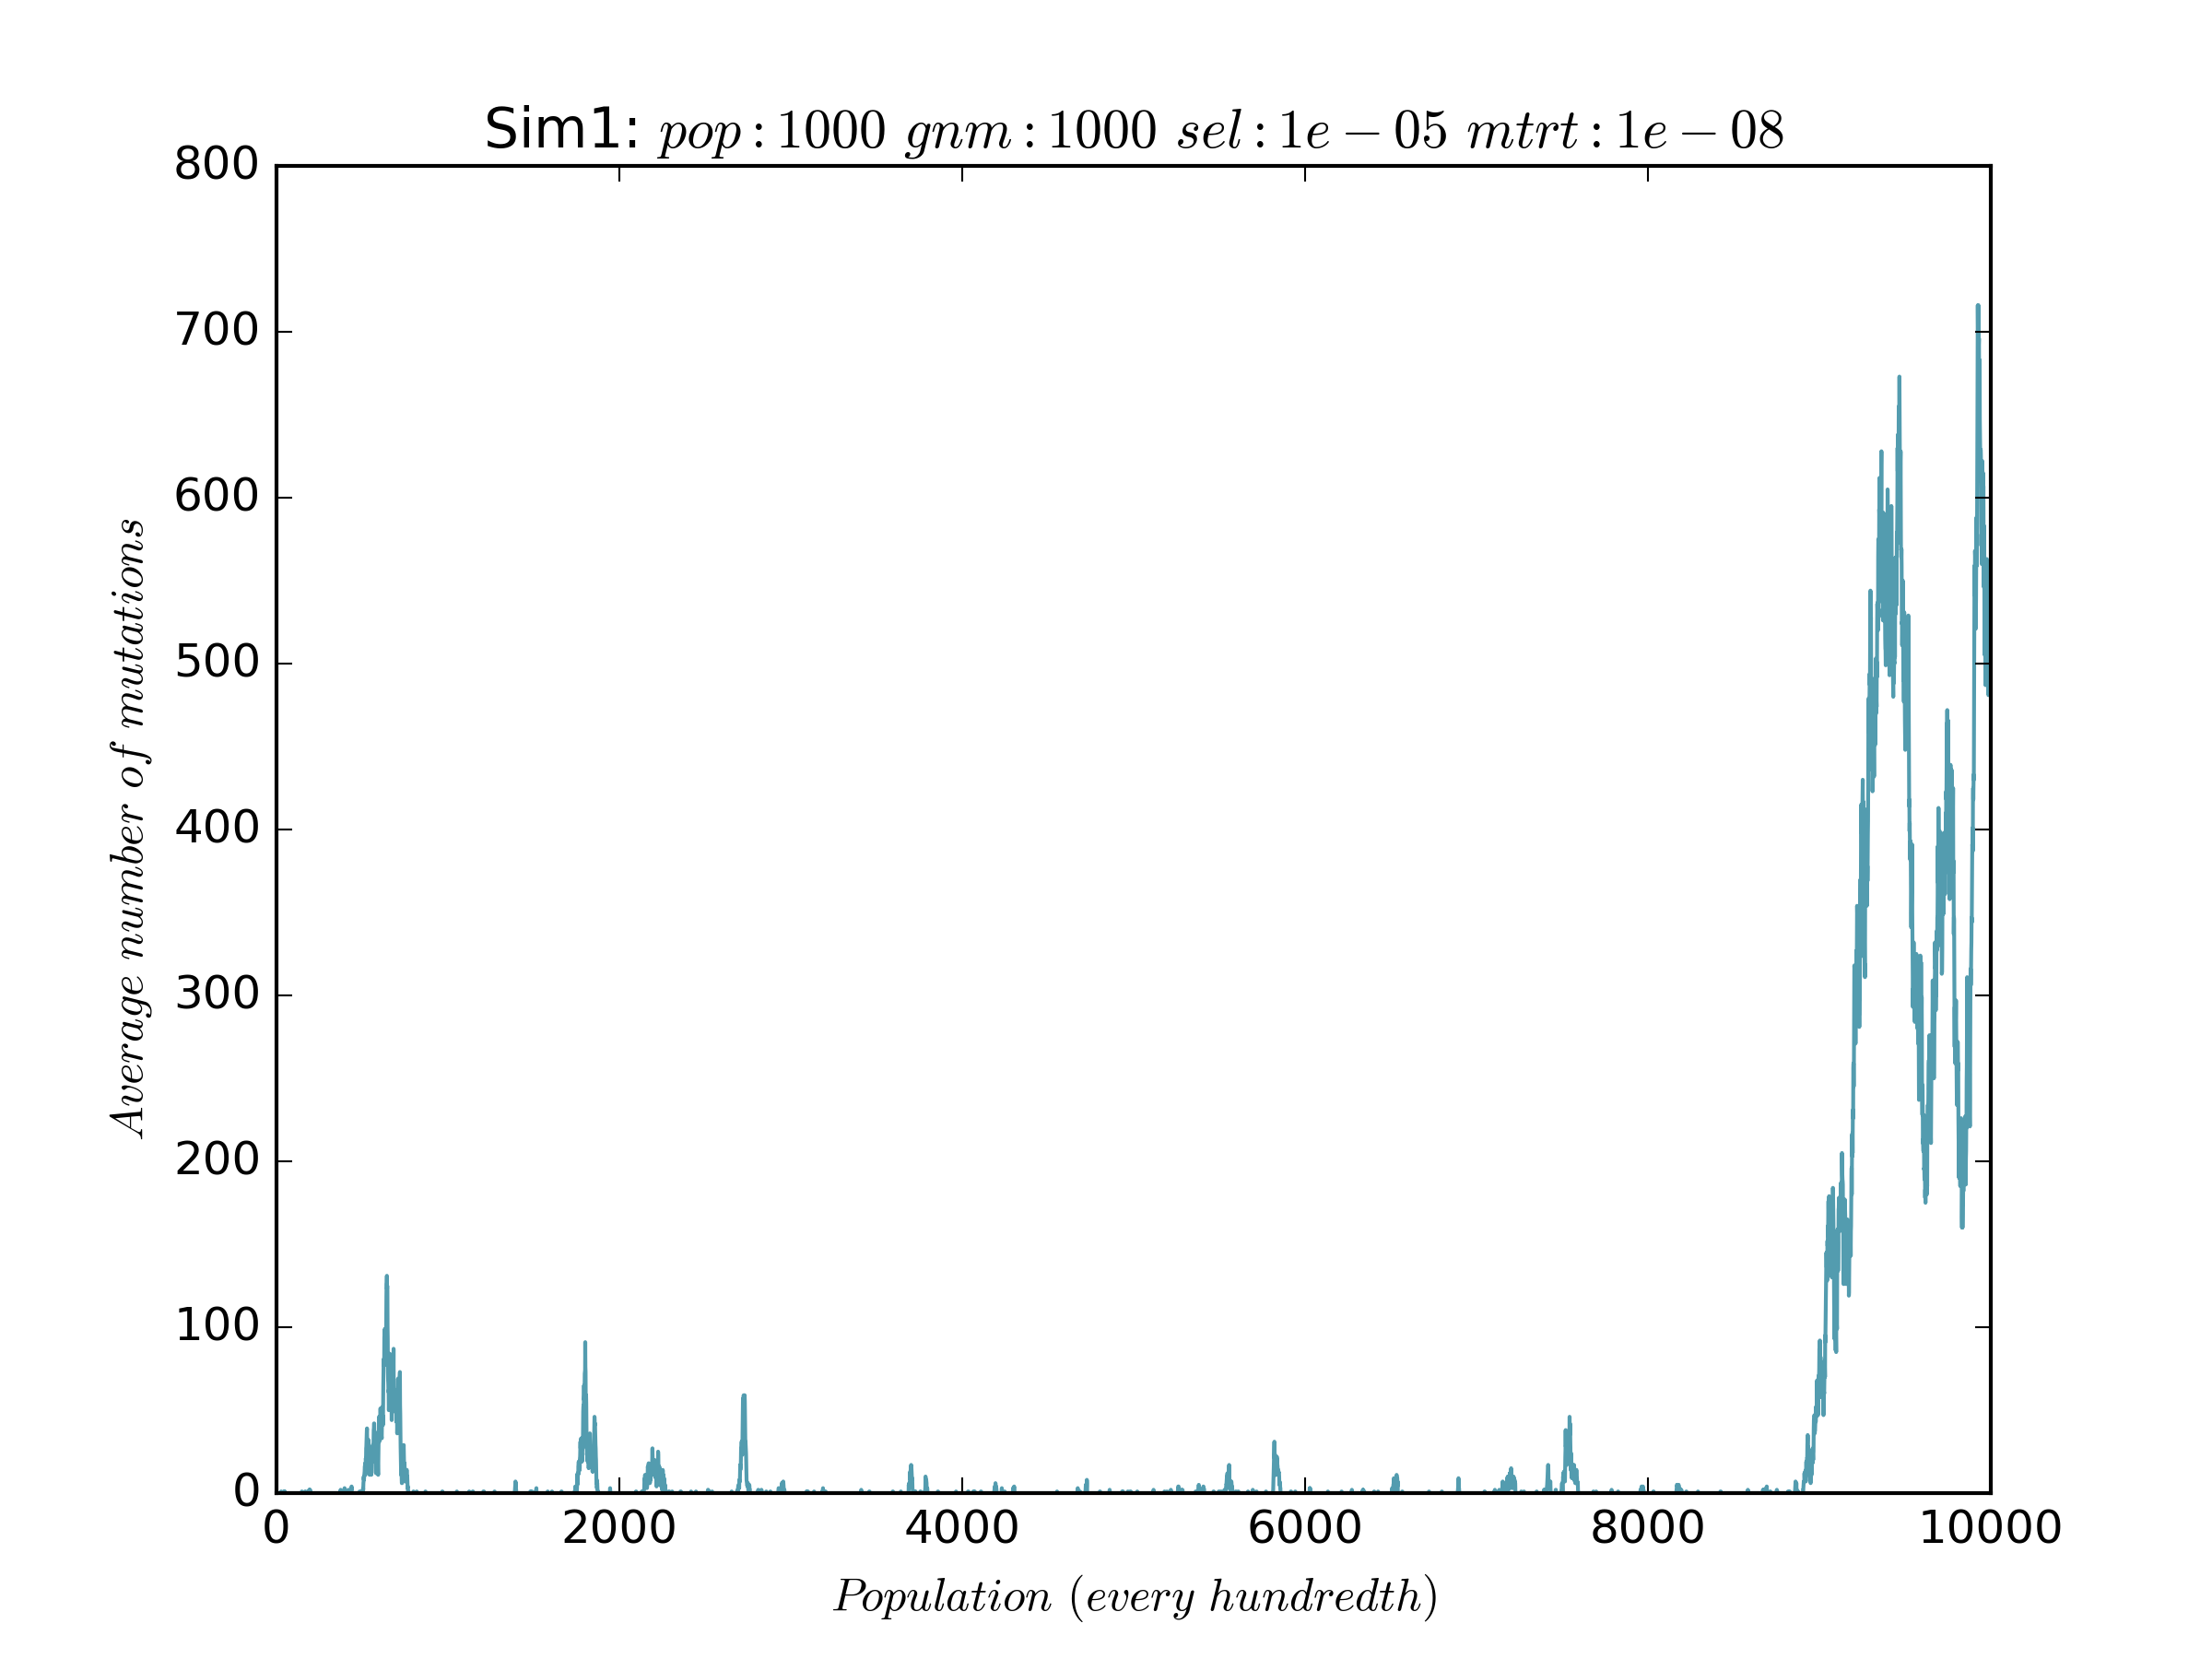 Sim1: pop : 1000 gnm : 1000 sel : 1e − 05 mtrt : 1e − 08
800
700
600
500
400
300
200
100
0
Average number of mutations
0 2000 4000 6000 8000 10000
Population (every hundredth)